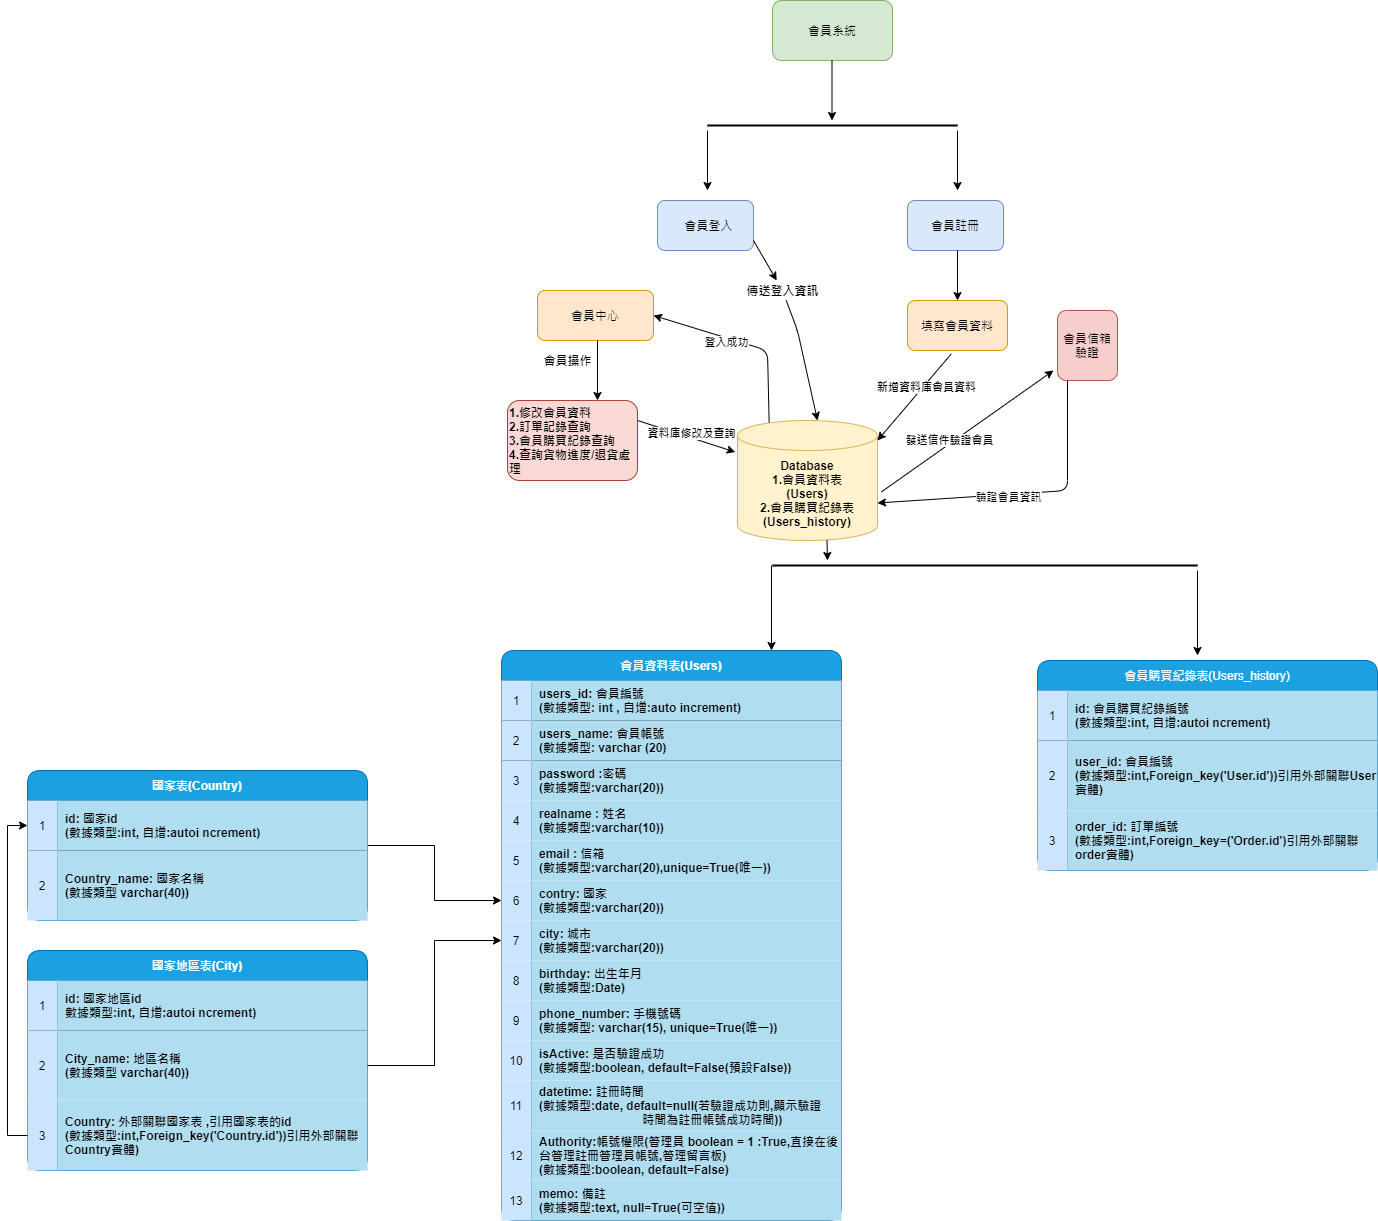 會員系統
會員登入
會員註冊
傳送登入資訊
會員中心
填寫會員資料
會員信箱
驗證
登入成功
會員操作
新增資料庫會員資料
1.修改會員資料
2.訂單記錄查詢
3.會員購買紀錄查詢
4.查詢貨物進度/退貨處
理
資料庫修改及查詢
發送信件驗證會員
Database
1.會員資料表
(Users)
2.會員購買紀錄表
(Users_history)
驗證會員資訊
會員資料表(Users)
1
users_id: 會員編號
(數據類型: int , 自增:auto increment)
2
users_name: 會員帳號
(數據類型: varchar (20)
3
password :密碼
(數據類型:varchar(20))
4
realname : 姓名
(數據類型:varchar(10))
5
email : 信箱
(數據類型:varchar(20),unique=True(唯一))
6
contry: 國家
(數據類型:varchar(20))
7
city: 城市
(數據類型:varchar(20))
8
birthday: 出生年月
(數據類型:Date)
9
phone_number: 手機號碼
(數據類型: varchar(15), unique=True(唯一))
10
isActive: 是否驗證成功
(數據類型:boolean, default=False(預設False))
11
datetime: 註冊時間
(數據類型:date, default=null(若驗證成功則,顯示驗證
時間為註冊帳號成功時間))
12
Authority:帳號權限(管理員 boolean = 1 :True,直接在後
台管理註冊管理員帳號,管理留言板)
(數據類型:boolean, default=False)
13
memo: 備註
(數據類型:text, null=True(可空值))
會員購買紀錄表(Users_history)
1
id: 會員購買紀錄編號
(數據類型:int, 自增:autoi ncrement)
2
user_id: 會員編號
(數據類型:int,Foreign_key('User.id'))引用外部關聯User
實體)
3
order_id: 訂單編號
(數據類型:int,Foreign_key=('Order.id')引用外部關聯
order實體)
國家表(Country)
1
id: 國家id
(數據類型:int, 自增:autoi ncrement)
2
Country_name: 國家名稱
(數據類型 varchar(40))
國家地區表(City)
1
id: 國家地區id
數據類型:int, 自增:autoi ncrement)
2
City_name: 地區名稱
(數據類型 varchar(40))
3
Country: 外部關聯國家表 ,引用國家表的id
(數據類型:int,Foreign_key('Country.id'))引用外部關聯
Country實體)